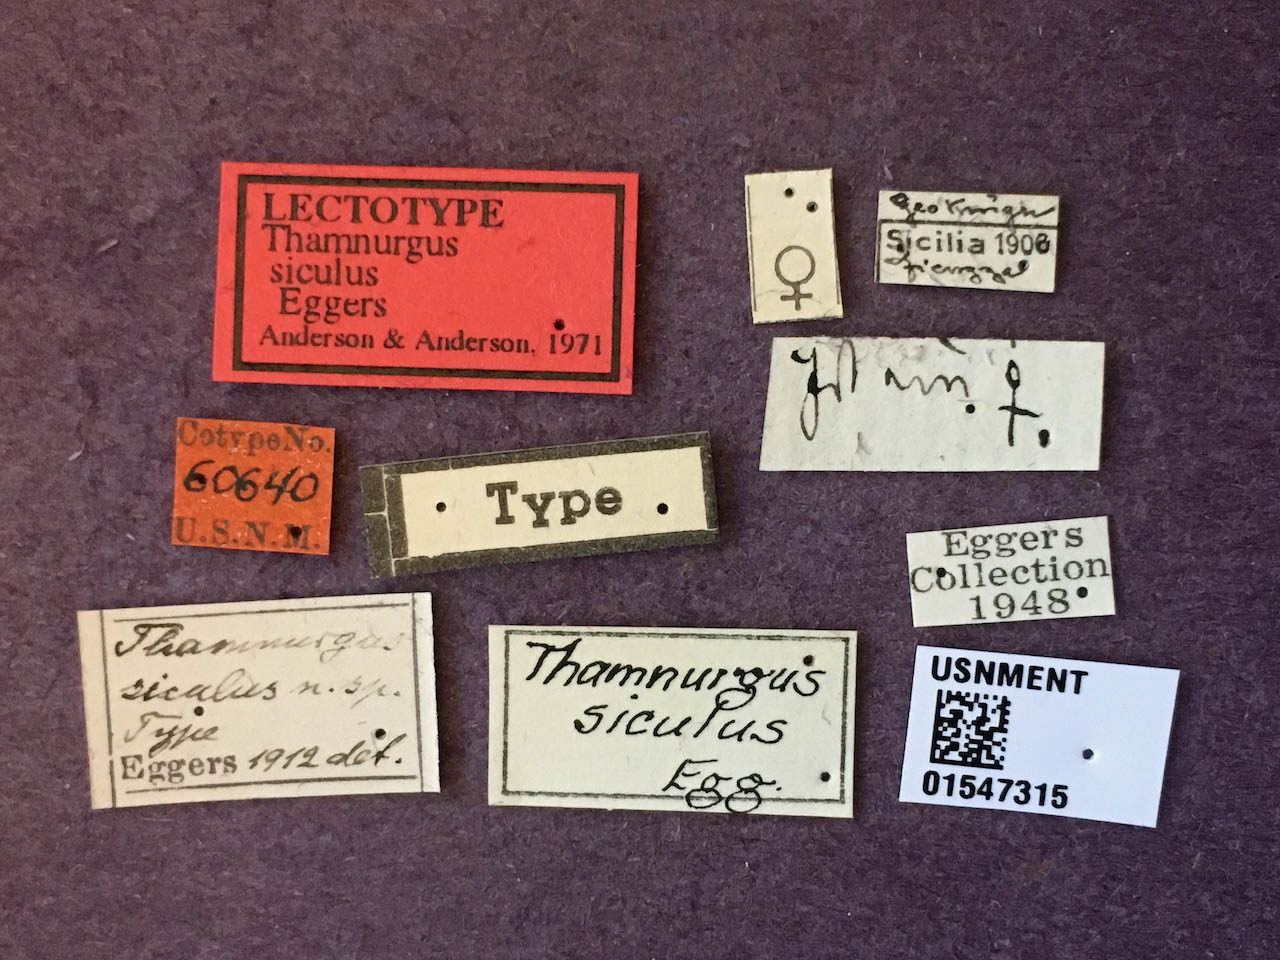 LECTOTYPE
Thamnurgus
siculus
Eggers
Anderson & Anderson, 1971
♀
Sicilia 1906
♀.
CotypeNo.
60640
U.S.N.M.
Type
Eggers
Collection
1948
Thamnurgus
siculus n. sp.
Type
Eggers 1912 det.
Thamnurgus
siculus
Egg.
USNMENT
01547315